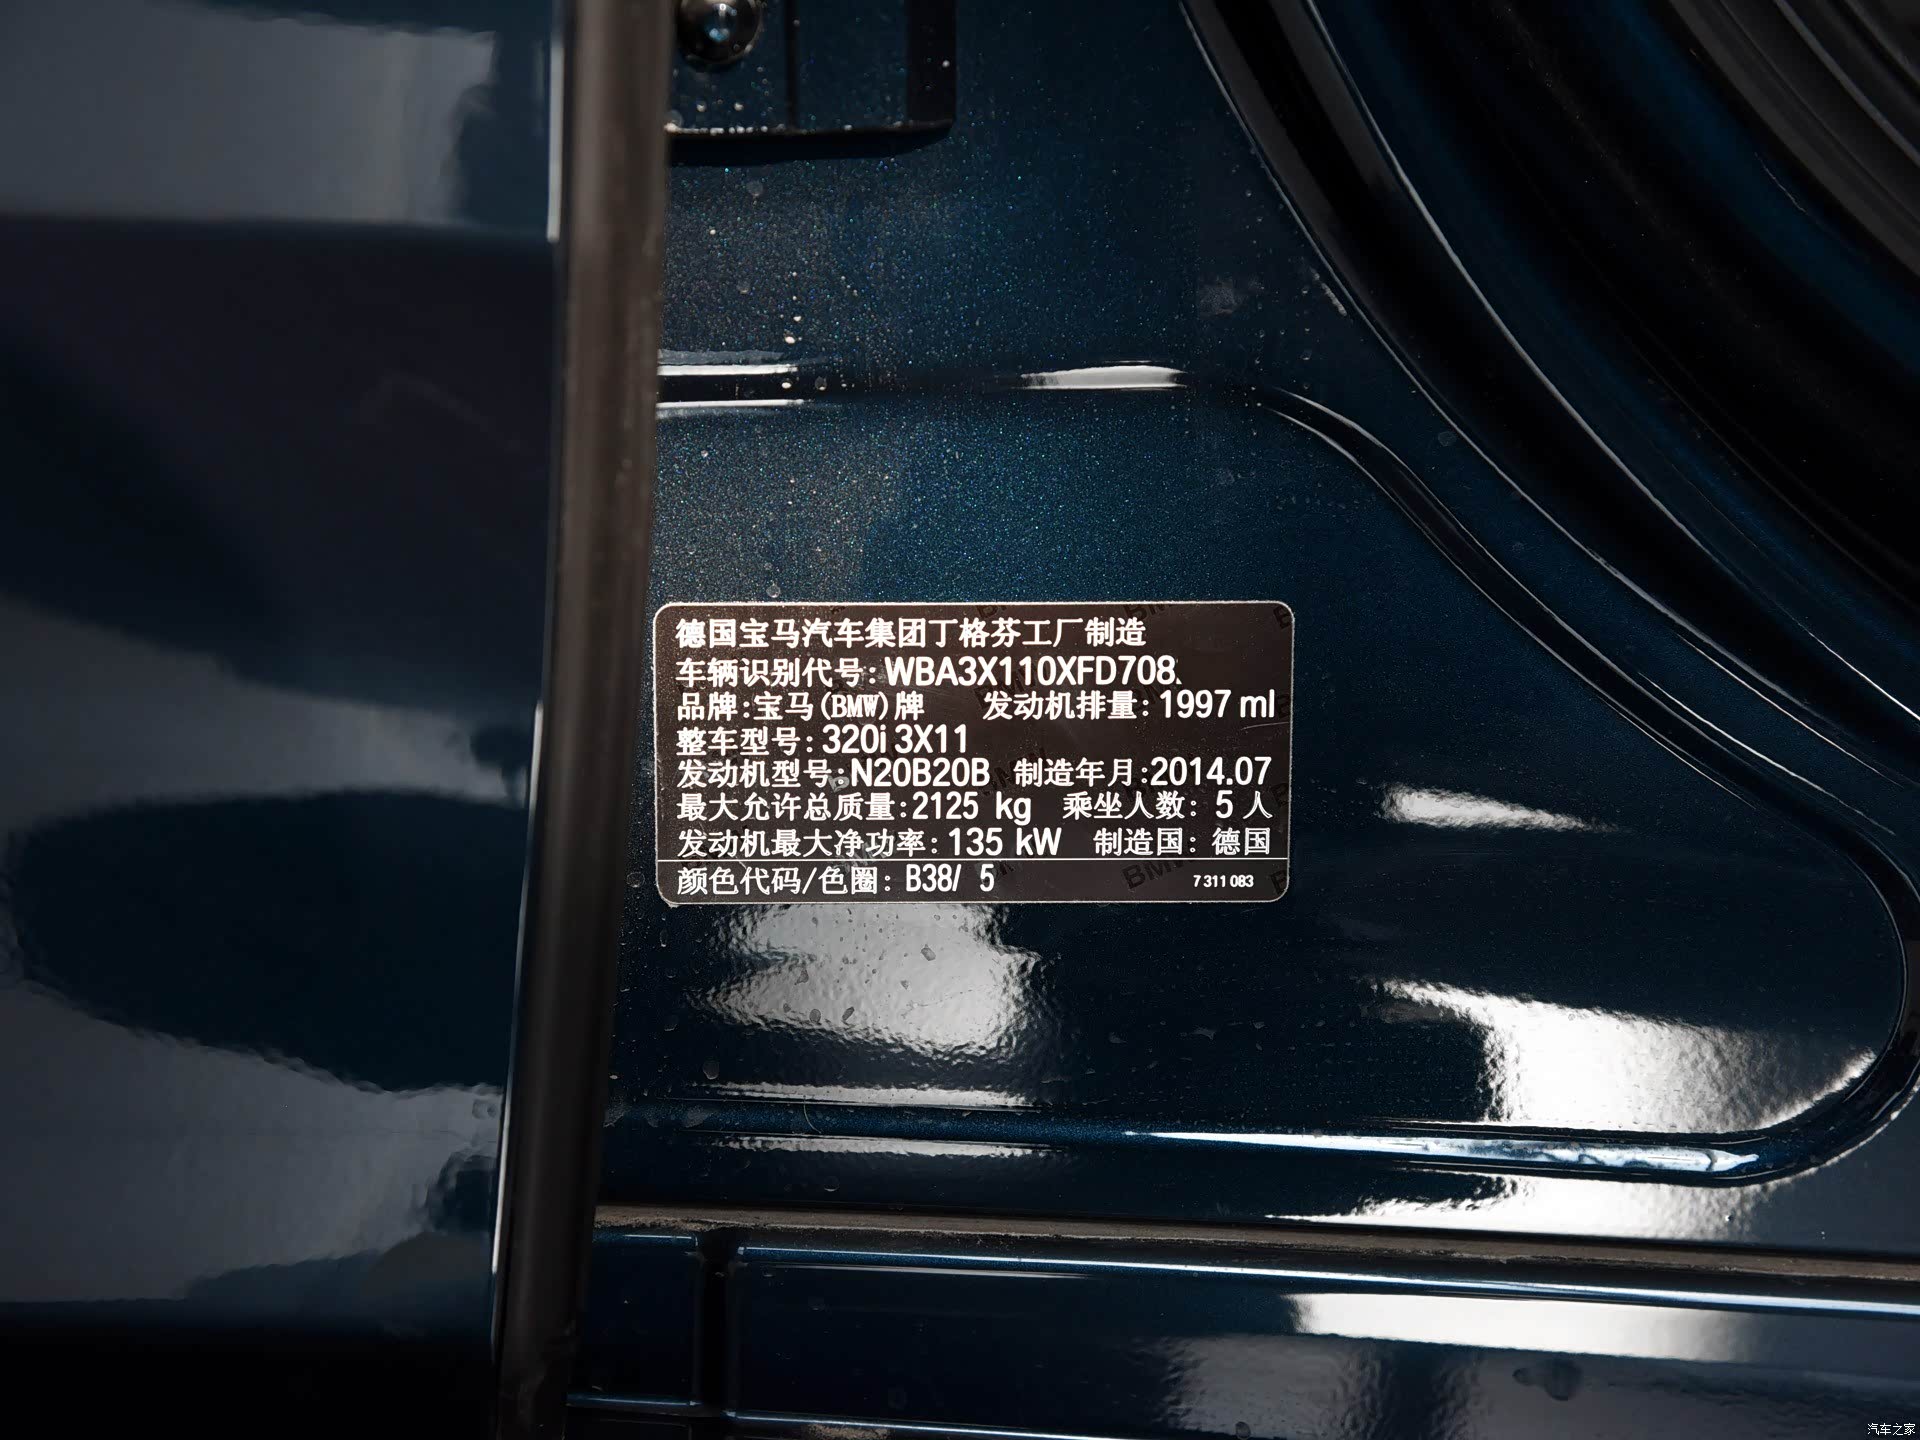 德国宝马汽车集团丁格芬工厂制造
车辆识别代号: WBA3X110XFD708
品牌:宝马(BMW)牌 发动机排量: 1997 ml
整车型号: 320i 3X11
发动机型号: N20B20B 制造年月:2014.07
最大允许总质量:2125 kg 乘坐人数: 5 人
发动机最大净功率: 135 kW 制造国: 德国
颜色代码/色圈: B38/ 5 7 311 083
汽车之家